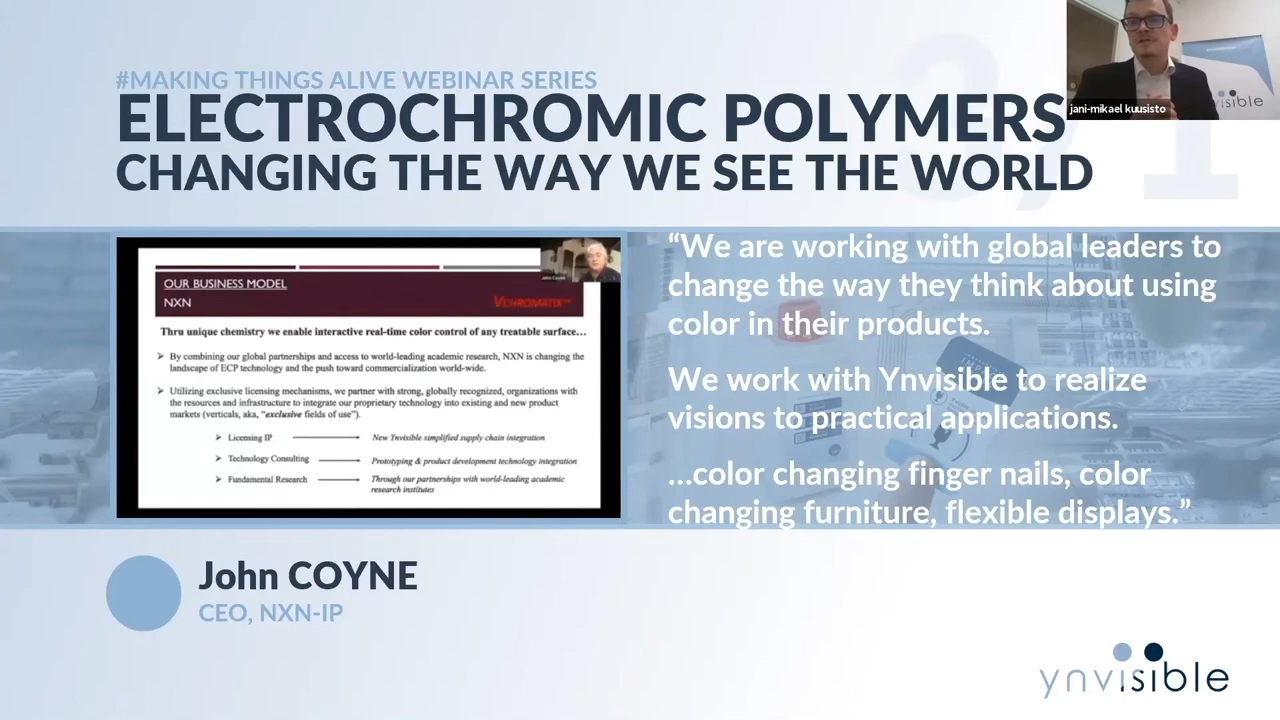 #MAKING THINGS ALIVE WEBINAR SERIES
ELECTROCHROMIC POLYMERS
CHANGING THE WAY WE SEE THE WORLD
jani-mikael kuusisto
OUR BUSINESS MODEL
NXN
Thru unique chemistry we enable interactive real-time color control of any treatable surface…
➢ By combining our global partnerships and access to world-leading academic research, NXN is changing the
landscape of ECP technology and the push toward commercialization world-wide.
➢ Utilizing exclusive licensing mechanisms, we partner with strong, globally recognized, organizations with
the resources and infrastructure to integrate our proprietary technology into existing and new product
markets (verticals, aka, "exclusive fields of use").
➢ Licensing IP → New Ynvisible simplified supply chain integration
➢ Technology Consulting → Prototyping & product development technology integration
➢ Fundamental Research → Through our partnerships with world-leading academic
research institutes
“We are working with global leaders to
change the way they think about using
color in their products.
We work with Ynvisible to realize
visions to practical applications.
…color changing finger nails, color
changing furniture, flexible displays.”
John COYNE
CEO, NXN-IP
ynvisible